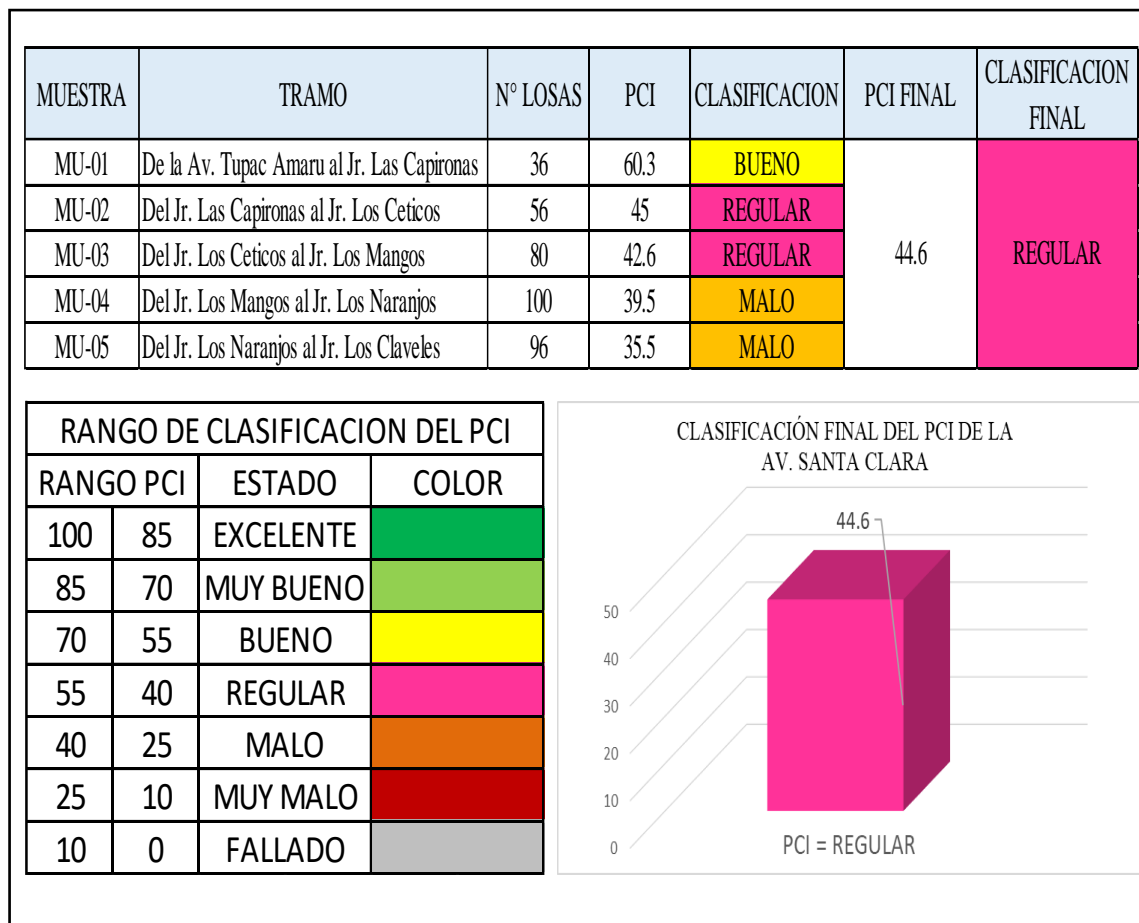 MUESTRA TRAMO N° LOSAS PCI CLASIFICACION PCI FINAL CLASIFICACION FINAL
MU-01 De la Av. Tupac Amaru al Jr. Las Capironas 36 60.3 BUENO
MU-02 Del Jr. Las Capironas al Jr. Los Ceticos 56 45 REGULAR
MU-03 Del Jr. Los Ceticos al Jr. Los Mangos 80 42.6 REGULAR 44.6 REGULAR
MU-04 Del Jr. Los Mangos al Jr. Los Naranjos 100 39.5 MALO
MU-05 Del Jr. Los Naranjos al Jr. Los Claveles 96 35.5 MALO
RANGO DE CLASIFICACION DEL PCI
RANGO PCI ESTADO COLOR
100 85 EXCELENTE
85 70 MUY BUENO
70 55 BUENO
55 40 REGULAR
40 25 MALO
25 10 MUY MALO
10 0 FALLADO
CLASIFICACIÓN FINAL DEL PCI DE LA
AV. SANTA CLARA
44.6
50
40
30
20
10
0
PCI = REGULAR